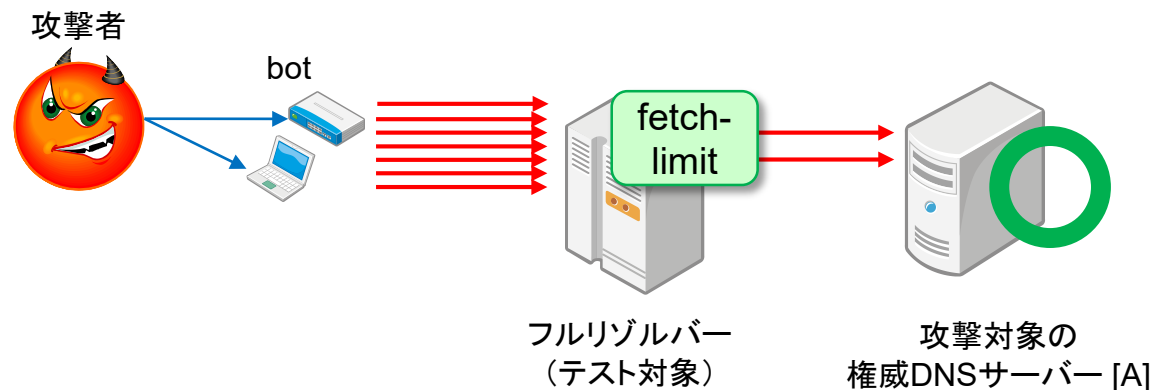 攻撃者
bot
fetch-
limit
フルリゾルバー
（テスト対象）
攻撃対象の
権威DNSサーバー [A]